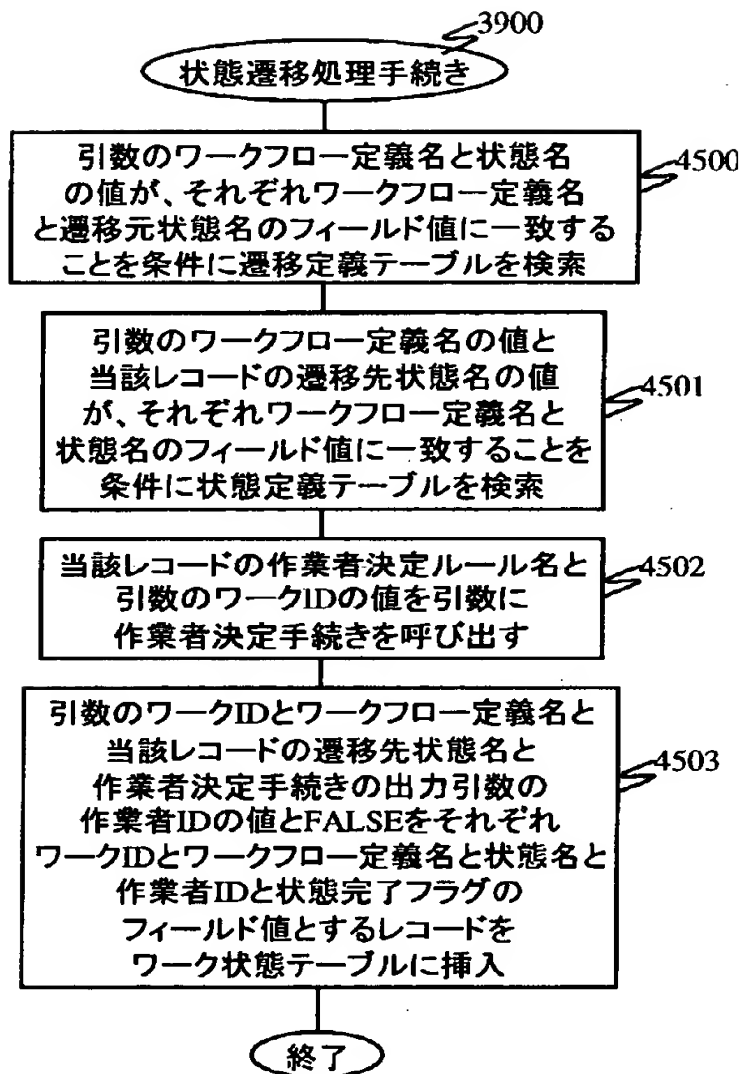 3900
状態遷移処理手続き
引数のワークフロー定義名と状態名
の値が、それぞれワークフロー定義名
と遷移元状態名のフィールド値に一致する
ことを条件に遷移定義テーブルを検索
4500
引数のワークフロー定義名の値と
当該レコードの遷移先状態名の値
が、それぞれワークフロー定義名と
状態名のフィールド値に一致することを
条件に状態定義テーブルを検索
4501
当該レコードの作業者決定ルール名と
引数のワークIDの値を引数に
作業者決定手続きを呼び出す
4502
引数のワークIDとワークフロー定義名と
当該レコードの遷移先状態名と
作業者決定手続きの出力引数の
作業者IDの値とFALSEをそれぞれ
ワークIDとワークフロー定義名と状態名と
作業者IDと状態完了フラグの
フィールド値とするレコードを
ワーク状態テーブルに挿入
4503
終了